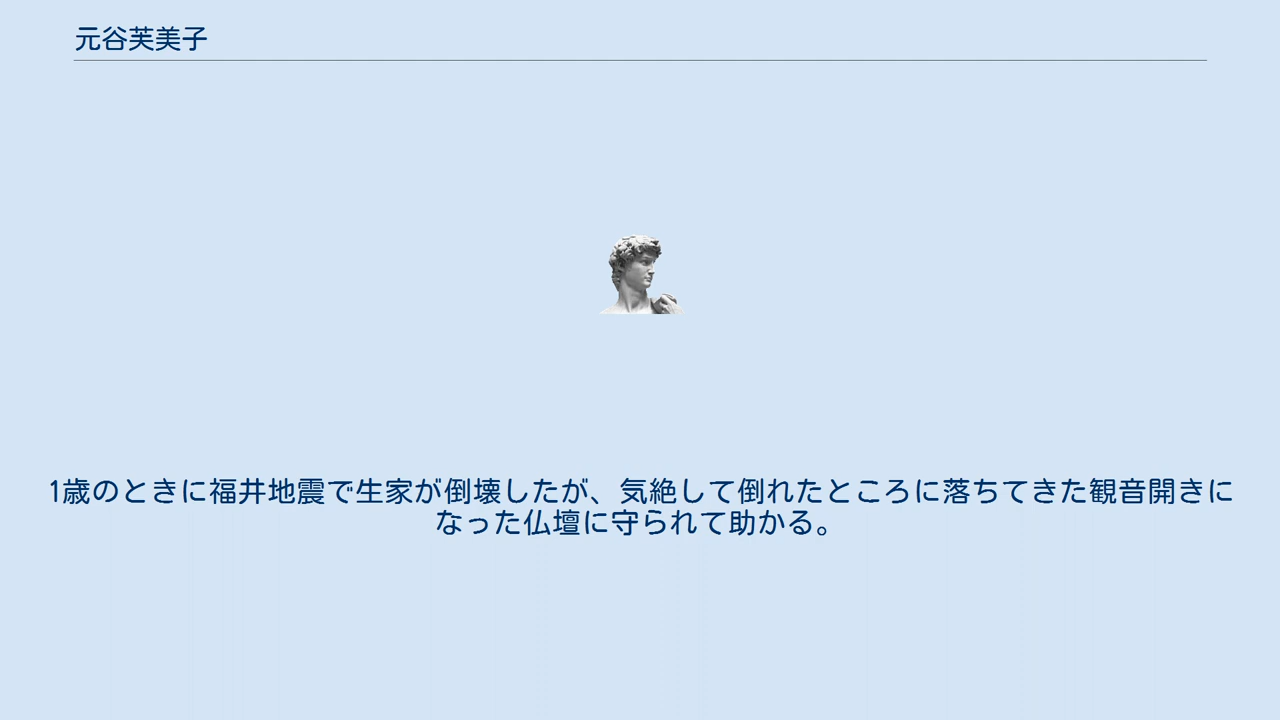 元谷芙美子
1歳のときに福井地震で生家が倒壊したが、気絶して倒れたところに落ちてきた観音開きに
なった仏壇に守られて助かる。